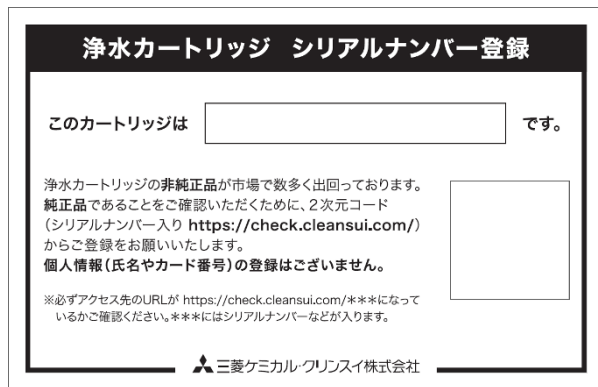 浄水カートリッジ シリアルナンバー登録
このカートリッジは です。
浄水カートリッジの非純正品が市場で数多く出回っております。
純正品であることをご確認いただくために、2次元コード
（シリアルナンバー入り https://check.cleansui.com/）
からご登録をお願いいたします。
個人情報（氏名やカード番号）の登録はございません。
※必ずアクセス先のURLが https://check.cleansui.com/＊＊＊になって
いるかご確認ください。＊＊＊にはシリアルナンバーなどが入ります。
三菱ケミカル・クリンスイ株式会社